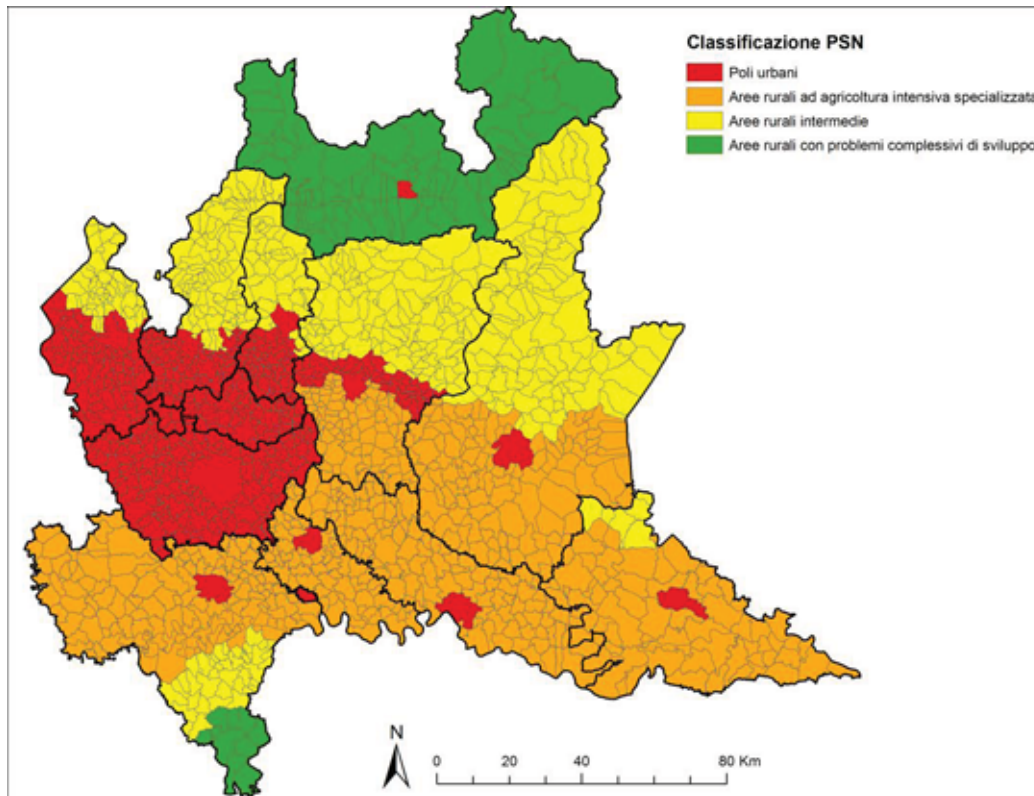 Classificazione PSN
Poli urbani
Aree rurali ad agricoltura intensiva specializzata
Aree rurali intermedie
Aree rurali con problemi complessivi di sviluppo
N
0 20 40 80 Km